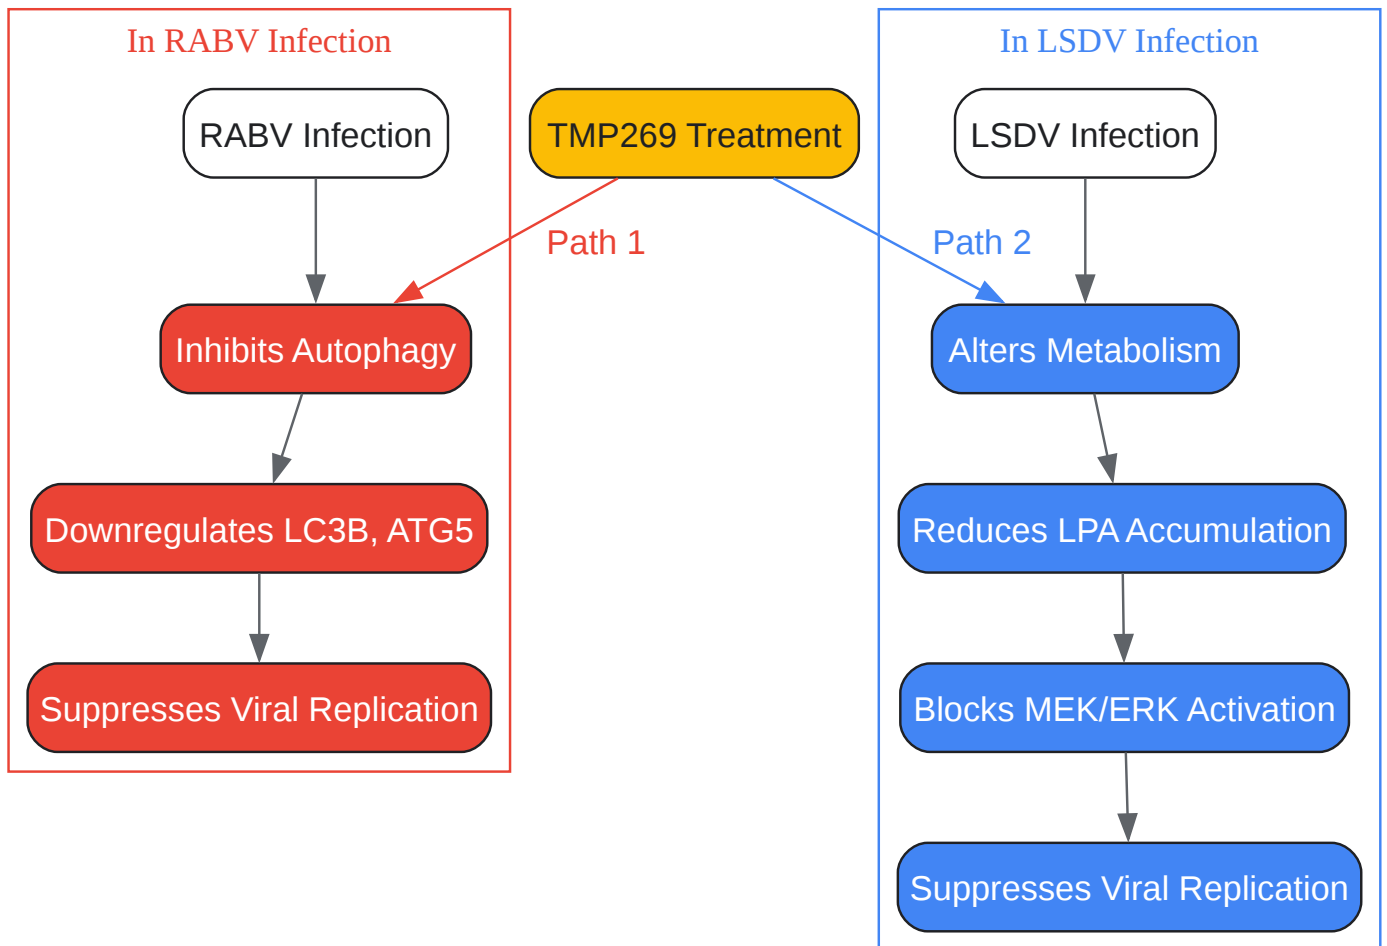 In RABV Infection
RABV Infection
TMP269 Treatment
Path 1
Inhibits Autophagy
Downregulates LC3B, ATG5
Suppresses Viral Replication
In LSDV Infection
LSDV Infection
Path 2
Alters Metabolism
Reduces LPA Accumulation
Blocks MEK/ERK Activation
Suppresses Viral Replication